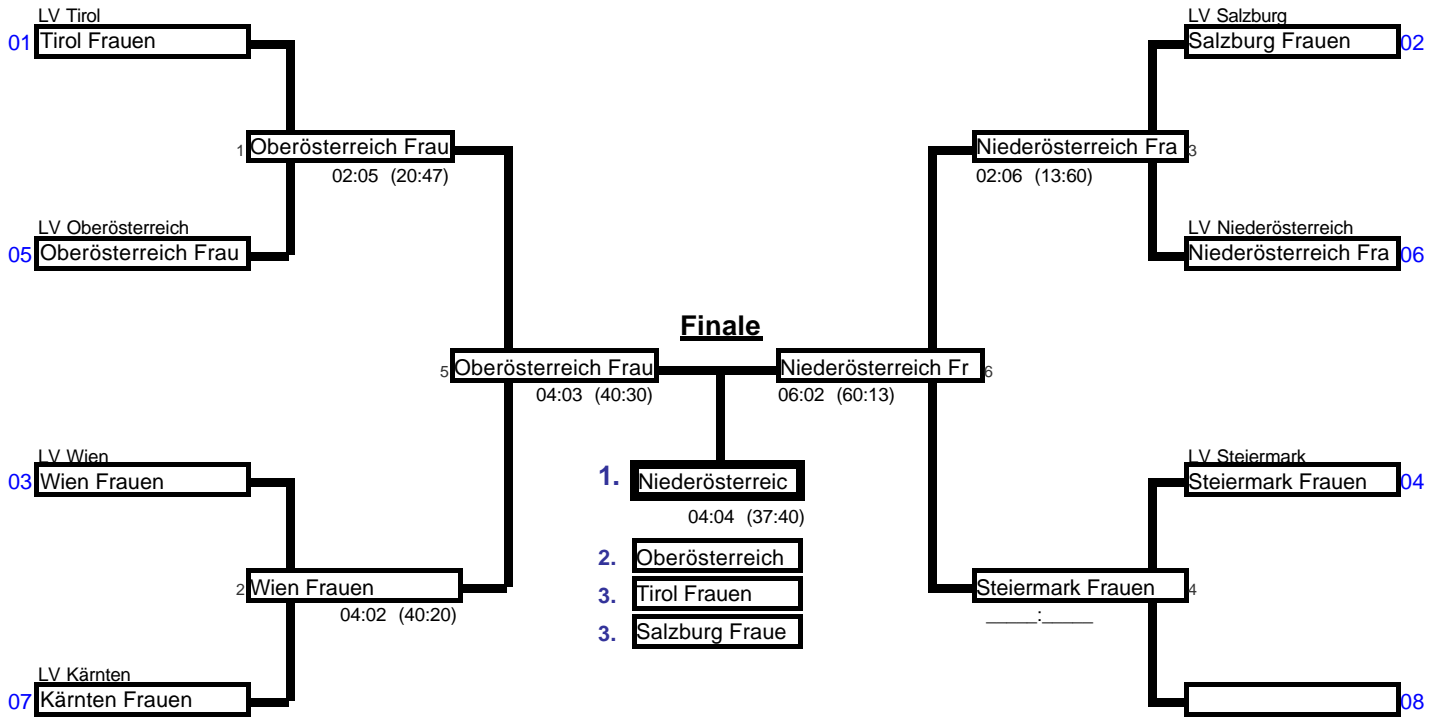 LV Tirol
01 Tirol Frauen
LV Salzburg
Salzburg Frauen 02
1 Oberösterreich Frau
02:05 (20:47)
Niederösterreich Fra 3
02:06 (13:60)
LV Oberösterreich
05 Oberösterreich Frau
LV Niederösterreich
Niederösterreich Fra 06
Finale
5 Oberösterreich Frau
04:03 (40:30)
Niederösterreich Fr 6
06:02 (60:13)
LV Wien
03 Wien Frauen
LV Steiermark
Steiermark Frauen 04
1. Niederösterreic
04:04 (37:40)
2. Oberösterreich
3. Tirol Frauen
3. Salzburg Fraue
2 Wien Frauen
04:02 (40:20)
Steiermark Frauen 4
_____:_____
LV Kärnten
07 Kärnten Frauen
08